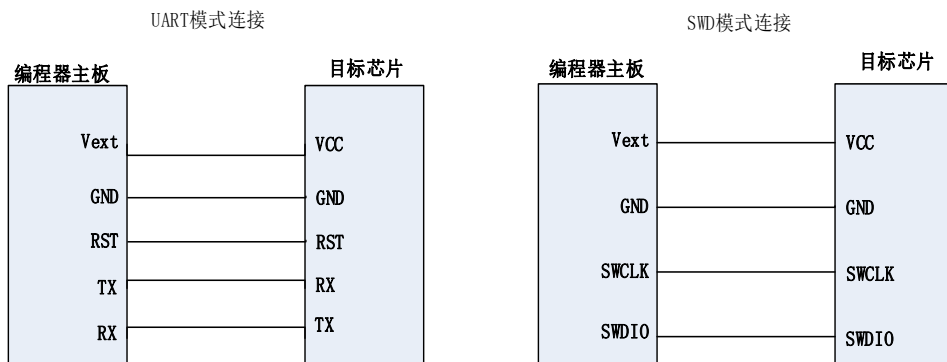 UART模式连接
编程器主板
目标芯片
Vext
VCC
GND
GND
RST
RST
TX
RX
RX
TX
SWD模式连接
编程器主板
目标芯片
Vext
VCC
GND
GND
SWCLK
SWCLK
SWDIO
SWDIO